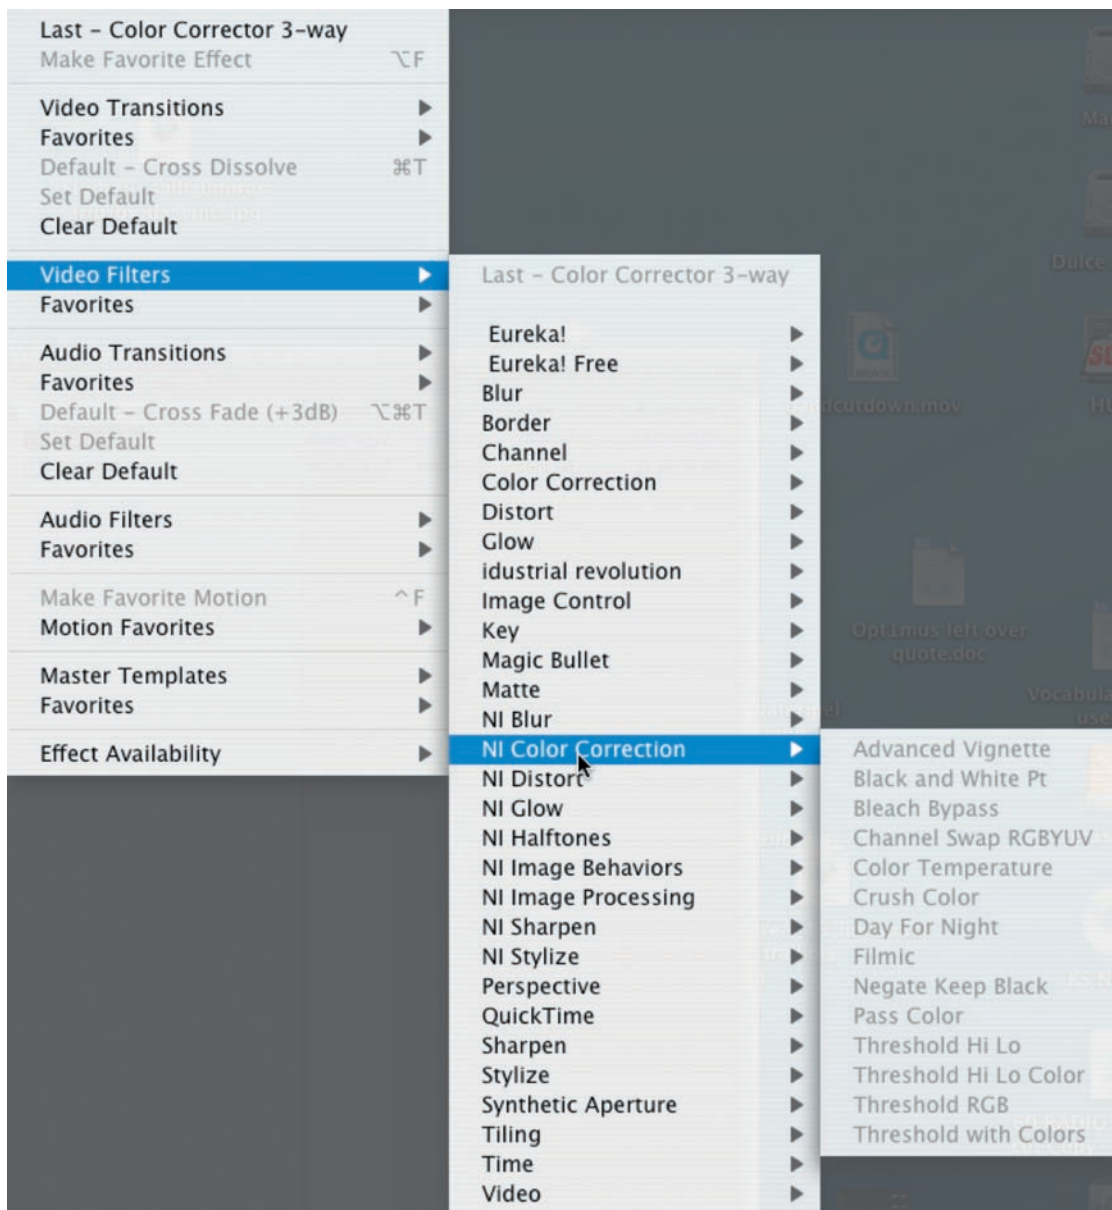 Last - Color Corrector 3-way
Make Favorite Effect ⌥F
Video Transitions
Favorites
Default - Cross Dissolve ⌘T
Set Default
Clear Default
Video Filters
Favorites
Audio Transitions
Favorites
Default - Cross Fade (+3dB) ⌥⌘T
Set Default
Clear Default
Audio Filters
Favorites
Make Favorite Motion ^F
Motion Favorites
Master Templates
Favorites
Effect Availability
Last - Color Corrector 3-way
Eureka!
Eureka! Free
Blur
Border
Channel
Color Correction
Distort
Glow
idustrial revolution
Image Control
Key
Magic Bullet
Matte
NI Blur
NI Color Correction
NI Distort
NI Glow
NI Halftones
NI Image Behaviors
NI Image Processing
NI Sharpen
NI Stylize
Perspective
QuickTime
Sharpen
Stylize
Synthetic Aperture
Tiling
Time
Video
Advanced Vignette
Black and White Pt
Bleach Bypass
Channel Swap RGBYUV
Color Temperature
Crush Color
Day For Night
Filmic
Negate Keep Black
Pass Color
Threshold Hi Lo
Threshold Hi Lo Color
Threshold RGB
Threshold with Colors
Dulce
MOVIE
dcutdown.mov
Opt1mus left over
quote.doc